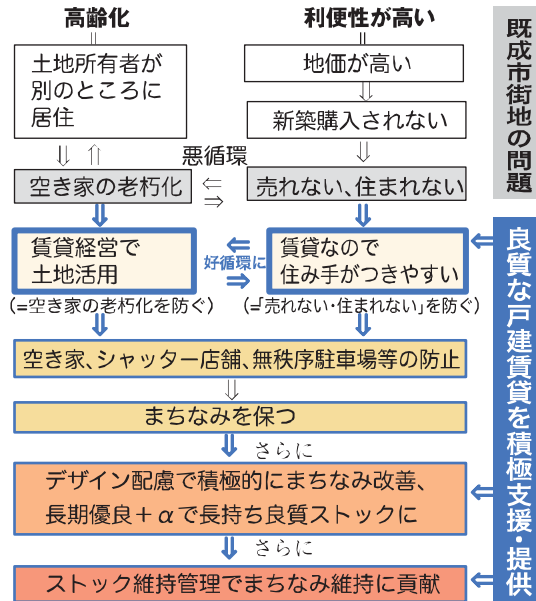 高齢化
利便性が高い
土地所有者が
別のところに
居住
地価が高い
新築購入されない
悪循環
空き家の老朽化
売れない、住まれない
既成市街地の問題
賃貸経営で
土地活用
好循環に
賃貸なので
住み手がつきやすい
(=空き家の老朽化を防ぐ)
(=「売れない・住まれない」を防ぐ)
空き家、シャッター店舗、無秩序駐車場等の防止
まちなみを保つ
さらに
デザイン配慮で積極的にまちなみ改善、
長期優良+αで長持ち良質ストックに
さらに
ストック維持管理でまちなみ維持に貢献
良質な戸建賃貸を積極支援・提供